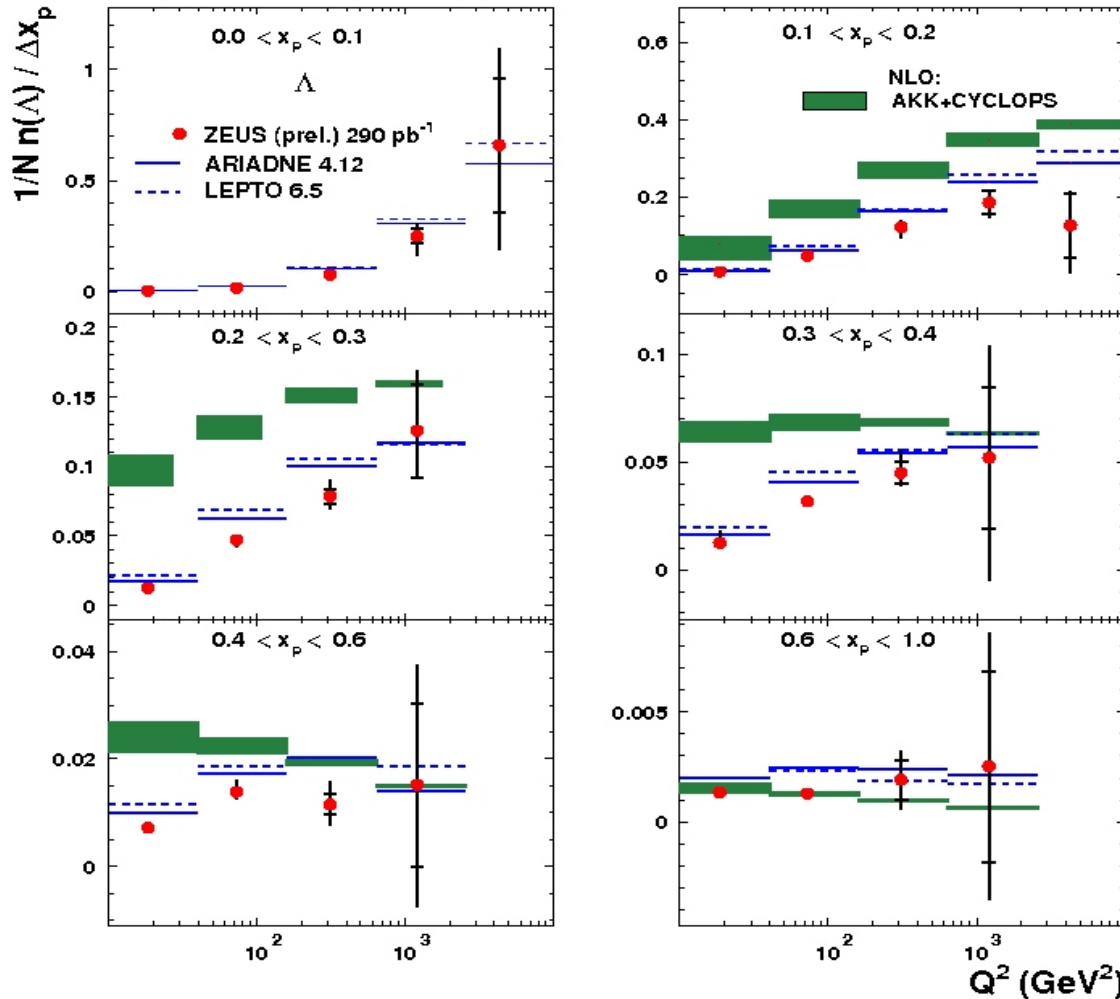 1/N n(Λ) / Δx_p
0.0 < x_p < 0.1
Λ
ZEUS (prel.) 290 pb⁻¹
ARIADNE 4.12
LEPTO 6.5
1
0.5
0
0.1 < x_p < 0.2
NLO:
AKK+CYCLOPS
0.6
0.4
0.2
0
0.2 < x_p < 0.3
0.2
0.15
0.1
0.05
0
0.3 < x_p < 0.4
0.1
0.05
0
0.4 < x_p < 0.6
0.04
0.02
0
10² 10³
0.6 < x_p < 1.0
0.005
0
10² 10³
Q² (GeV²)